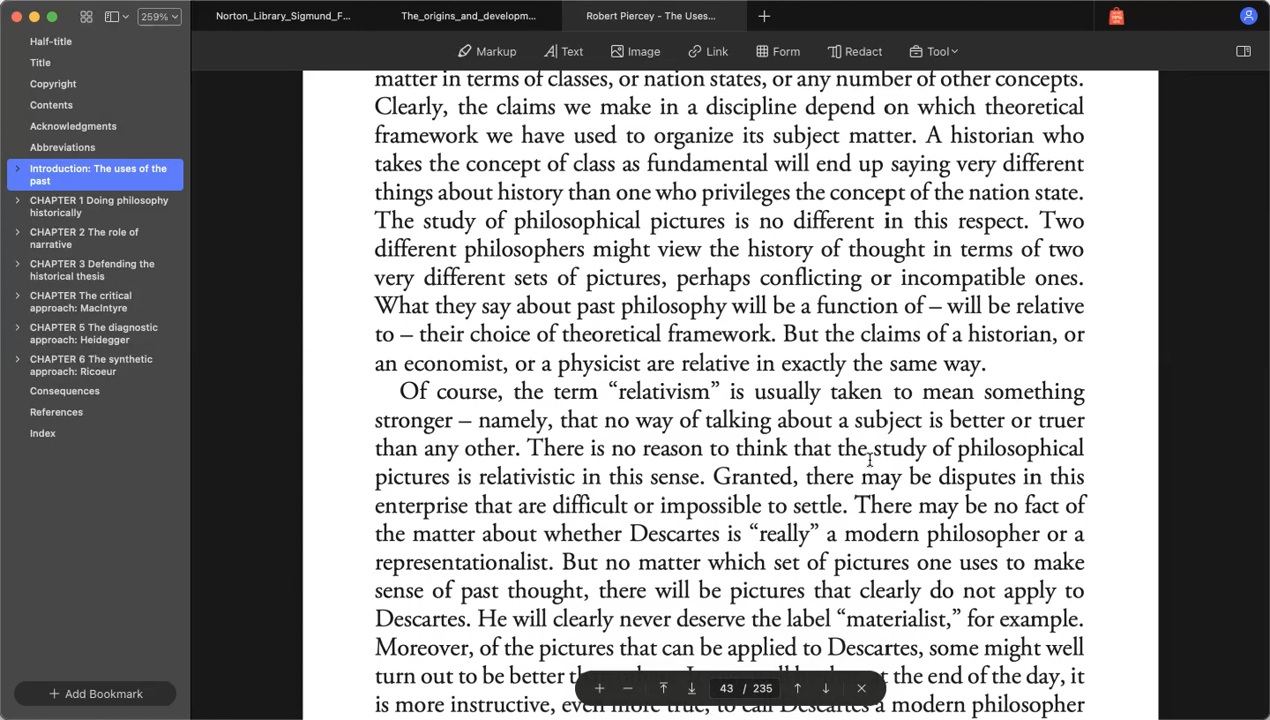 259%
Norton_Library_Sigmund_F...
The_origins_and_developm...
Robert Piercey - The Uses...
Markup
Text
Image
Link
Form
Redact
Tool
Half-title
Title
Copyright
Contents
Acknowledgments
Abbreviations
Introduction: The uses of the
past
CHAPTER 1 Doing philosophy
historically
CHAPTER 2 The role of
narrative
CHAPTER 3 Defending the
historical thesis
CHAPTER The critical
approach: MacIntyre
CHAPTER 5 The diagnostic
approach: Heidegger
CHAPTER 6 The synthetic
approach: Ricoeur
Consequences
References
Index
+ Add Bookmark
matter in terms of classes, or nation states, or any number of other concepts.
Clearly, the claims we make in a discipline depend on which theoretical
framework we have used to organize its subject matter. A historian who
takes the concept of class as fundamental will end up saying very different
things about history than one who privileges the concept of the nation state.
The study of philosophical pictures is no different in this respect. Two
different philosophers might view the history of thought in terms of two
very different sets of pictures, perhaps conflicting or incompatible ones.
What they say about past philosophy will be a function of – will be relative
to – their choice of theoretical framework. But the claims of a historian, or
an economist, or a physicist are relative in exactly the same way.
Of course, the term “relativism” is usually taken to mean something
stronger – namely, that no way of talking about a subject is better or truer
than any other. There is no reason to think that the study of philosophical
pictures is relativistic in this sense. Granted, there may be disputes in this
enterprise that are difficult or impossible to settle. There may be no fact of
the matter about whether Descartes is “really” a modern philosopher or a
representationalist. But no matter which set of pictures one uses to make
sense of past thought, there will be pictures that clearly do not apply to
Descartes. He will clearly never deserve the label “materialist,” for example.
Moreover, of the pictures that can be applied to Descartes, some might well
turn out to be better the end of the day, it
is more instructive, even more true, to call Descartes a modern philosopher
43 / 235